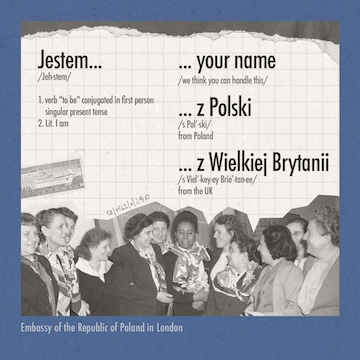 Jestem...
/Jeh-stem/
1. verb "to be" conjugated in first person
singular present tense
2. Lit. I am
... your name
/we think you can handle this/
... z Polski
/s Pol'-ski/
from Poland
... z Wielkiej Brytanii
/s Viel'-key-ey Brie'-tan-ee/
from the UK
Embassy of the Republic of Poland in London